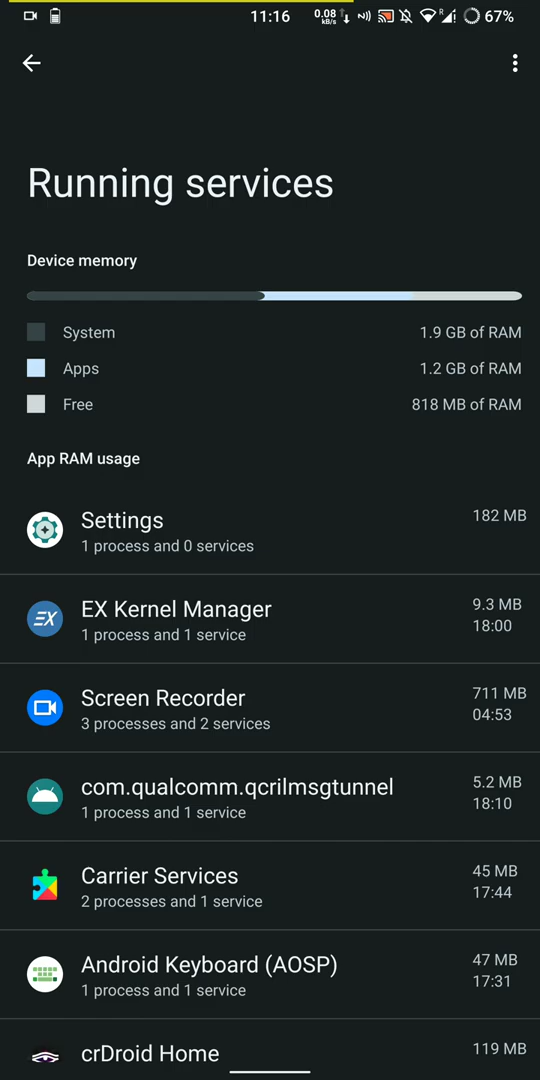 11:16 0.08 kB/s R 67%
Running services
Device memory
System 1.9 GB of RAM
Apps 1.2 GB of RAM
Free 818 MB of RAM
App RAM usage
Settings 182 MB
1 process and 0 services
EX
EX Kernel Manager 9.3 MB
1 process and 1 service 18:00
Screen Recorder 711 MB
3 processes and 2 services 04:53
com.qualcomm.qcrilmsgtunnel 5.2 MB
1 process and 1 service 18:10
Carrier Services 45 MB
2 processes and 1 service 17:44
Android Keyboard (AOSP) 47 MB
1 process and 1 service 17:31
crDroid Home 119 MB